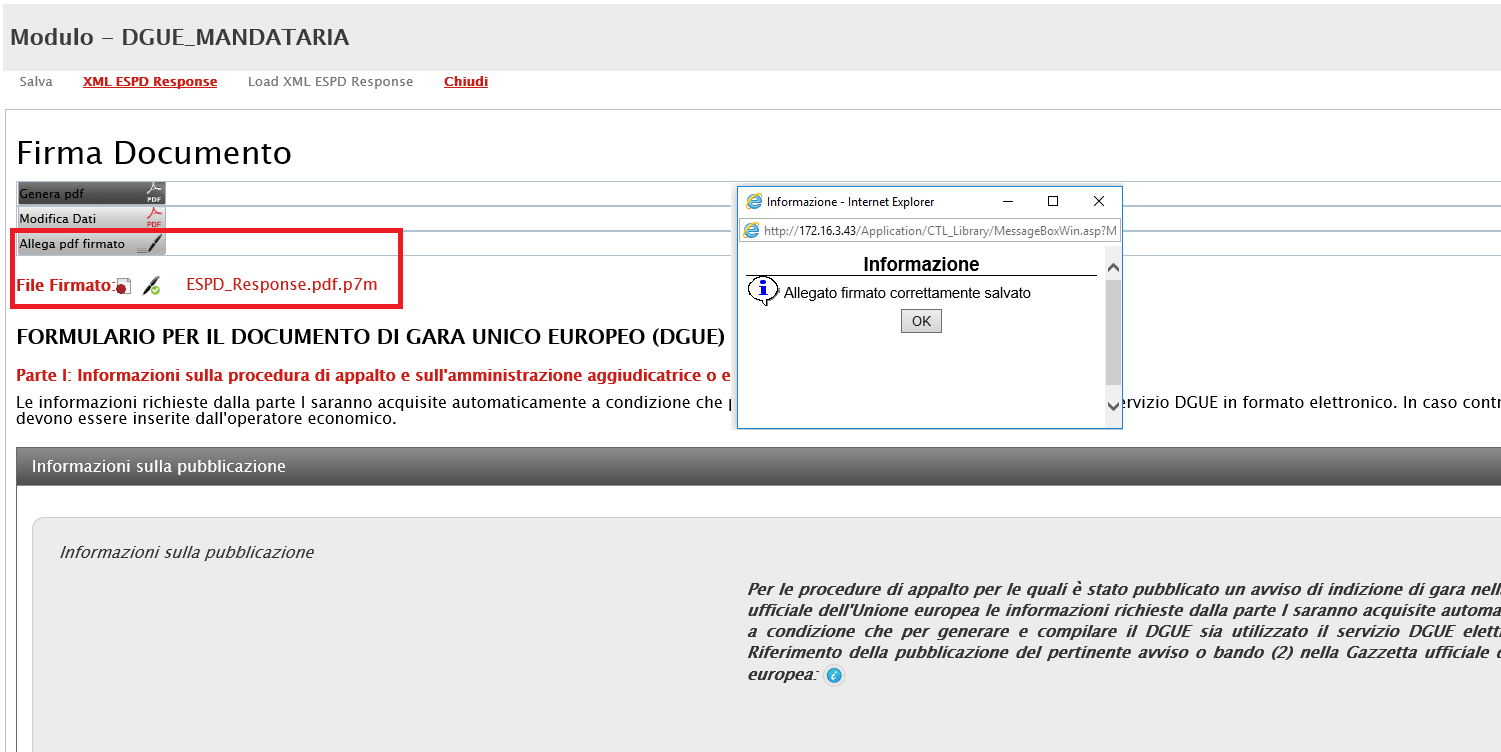 Modulo – DGUE_MANDATARIA
Salva XML ESPD Response Load XML ESPD Response Chiudi
Firma Documento
Genera pdf PDF
Modifica Dati PDF
Allega pdf firmato
File Firmato: ESPD_Response.pdf.p7m
Informazione - Internet Explorer
http://172.16.3.43/Application/CTL_Library/MessageBoxWin.asp?M
Informazione
Allegato firmato correttamente salvato
OK
FORMULARIO PER IL DOCUMENTO DI GARA UNICO EUROPEO (DGUE)
Parte I: Informazioni sulla procedura di appalto e sull'amministrazione aggiudicatrice o e
Le informazioni richieste dalla parte I saranno acquisite automaticamente a condizione che ervizio DGUE in formato elettronico. In caso contr
devono essere inserite dall'operatore economico.
Informazioni sulla pubblicazione
Informazioni sulla pubblicazione
Per le procedure di appalto per le quali è stato pubblicato un avviso di indizione di gara nell
ufficiale dell'Unione europea le informazioni richieste dalla parte I saranno acquisite automa
a condizione che per generare e compilare il DGUE sia utilizzato il servizio DGUE elett
Riferimento della pubblicazione del pertinente avviso o bando (2) nella Gazzetta ufficiale
europea: